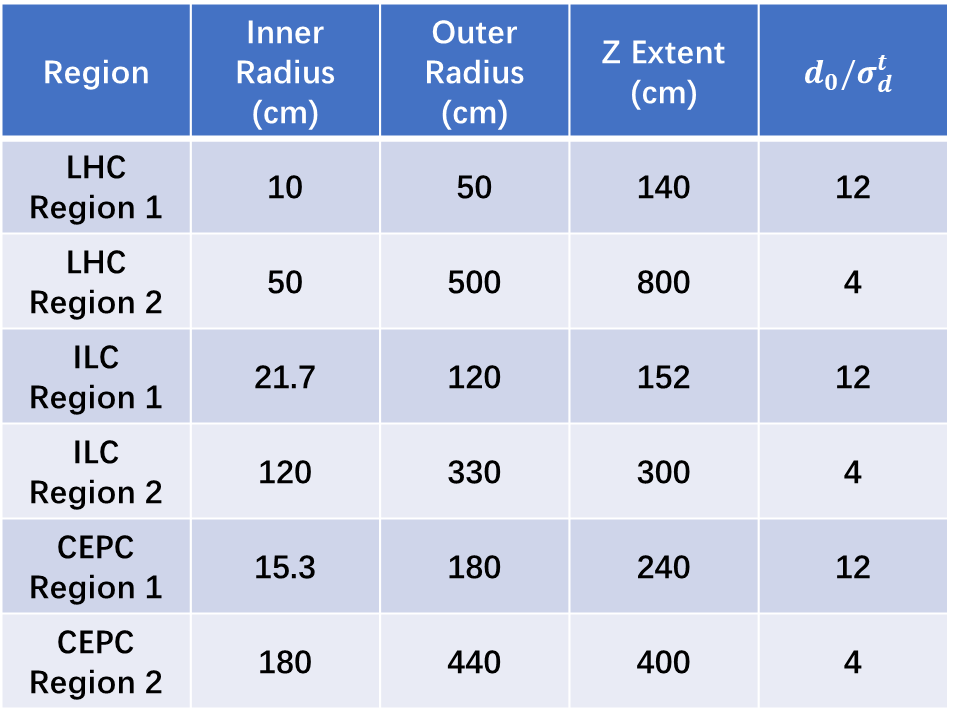 Region Inner Radius (cm) Outer Radius (cm) Z Extent (cm) d₀/σ_d^t
LHC Region 1 10 50 140 12
LHC Region 2 50 500 800 4
ILC Region 1 21.7 120 152 12
ILC Region 2 120 330 300 4
CEPC Region 1 15.3 180 240 12
CEPC Region 2 180 440 400 4